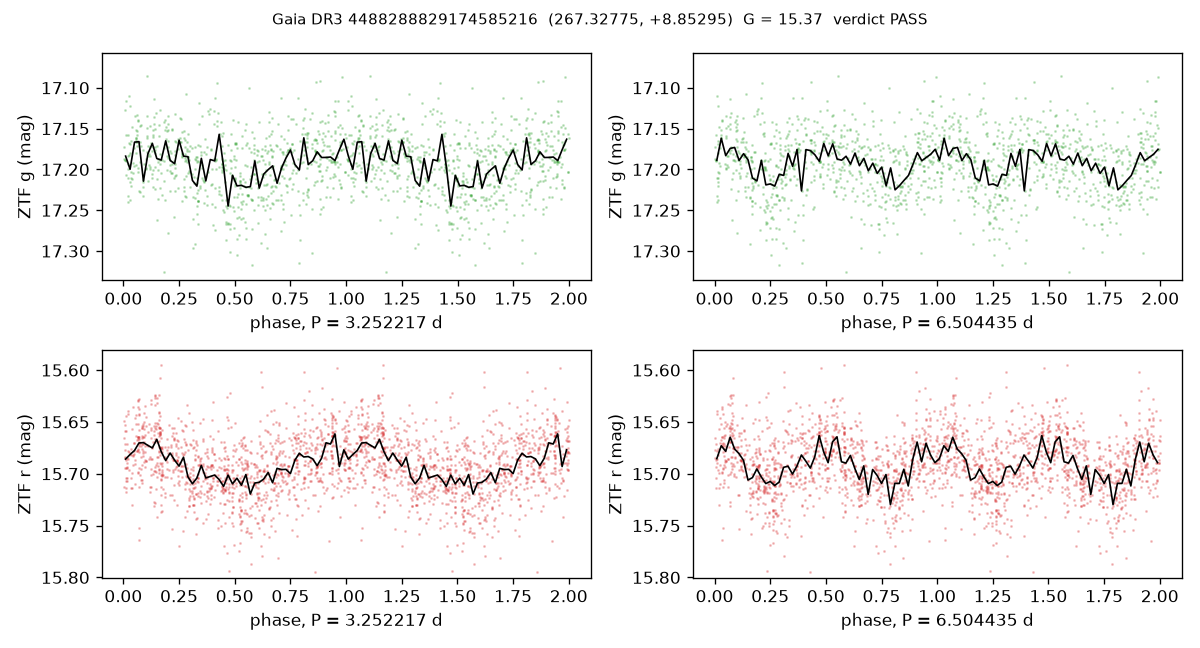 Gaia DR3 4488288829174585216  (267.32775, +8.85295)  G = 15.37  verdict PASS
ZTF g (mag)
17.10
17.15
17.20
17.25
17.30
0.00 0.25 0.50 0.75 1.00 1.25 1.50 1.75 2.00
phase, P = 3.252217 d
ZTF g (mag)
17.10
17.15
17.20
17.25
17.30
0.00 0.25 0.50 0.75 1.00 1.25 1.50 1.75 2.00
phase, P = 6.504435 d
ZTF r (mag)
15.60
15.65
15.70
15.75
15.80
0.00 0.25 0.50 0.75 1.00 1.25 1.50 1.75 2.00
phase, P = 3.252217 d
ZTF r (mag)
15.60
15.65
15.70
15.75
15.80
0.00 0.25 0.50 0.75 1.00 1.25 1.50 1.75 2.00
phase, P = 6.504435 d